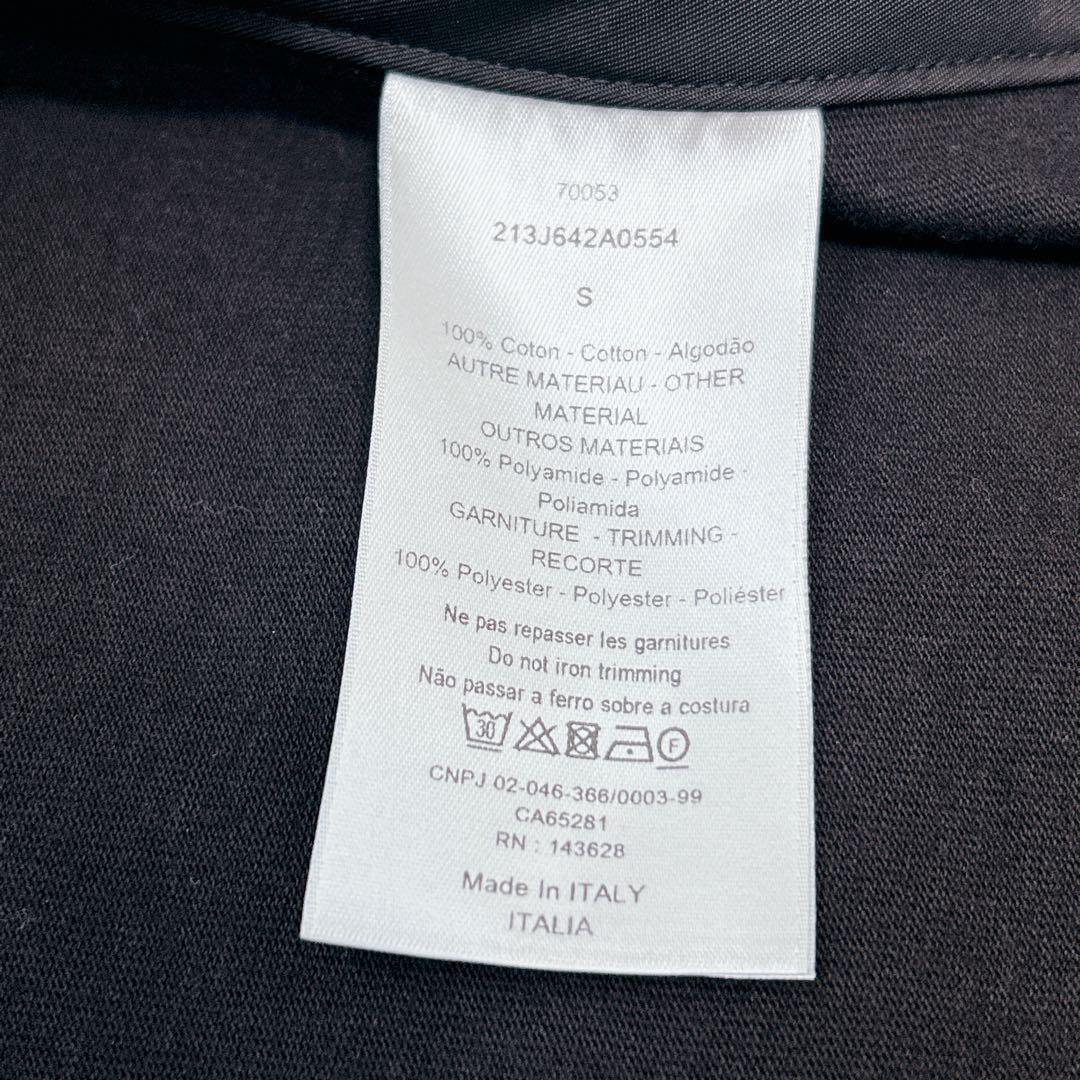 70053
213J642A0554
S
100% Coton - Cotton - Algodão
AUTRE MATERIAU - OTHER
MATERIAL
OUTROS MATERIAIS
100% Polyamide - Polyamide -
Poliamida
GARNITURE - TRIMMING -
RECORTE
100% Polyester - Polyester - Poliéster
Ne pas repasser les garnitures
Do not iron trimming
Não passar a ferro sobre a costura
30 F
CNPJ 02-046-366/0003-99
CA65281
RN : 143628
Made In ITALY
ITALIA